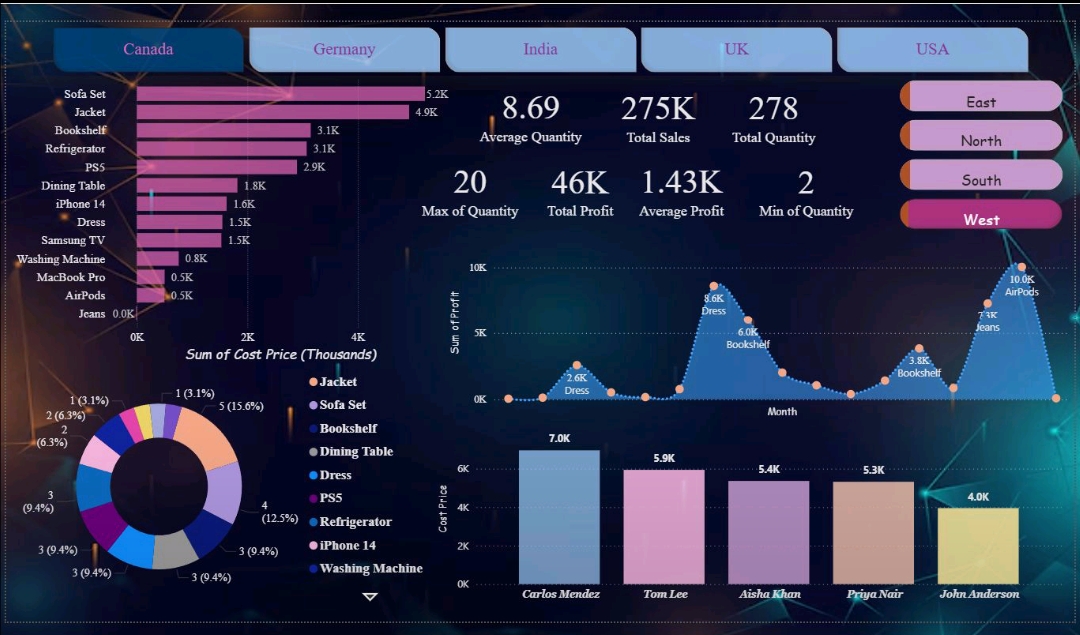 Canada
Germany
India
UK
USA
Sofa Set
5.2K
Jacket
4.9K
Bookshelf
3.1K
Refrigerator
3.1K
PS5
2.9K
Dining Table
1.8K
iPhone 14
1.6K
Dress
1.5K
Samsung TV
1.5K
Washing Machine
0.8K
MacBook Pro
0.5K
AirPods
0.5K
Jeans
0.0K
0K
2K
4K
Sum of Cost Price (Thousands)
8.69
Average Quantity
275K
Total Sales
278
Total Quantity
20
Max of Quantity
46K
Total Profit
1.43K
Average Profit
2
Min of Quantity
East
North
South
West
Sum of Profit
10K
5K
0K
2.6K
Dress
8.6K
Dress
6.0K
Bookshelf
3.8K
Bookshelf
7.3K
Jeans
10.0K
AirPods
Month
1 (3.1%)
5 (15.6%)
4
(12.5%)
3 (9.4%)
3 (9.4%)
3 (9.4%)
3 (9.4%)
3
(9.4%)
2
(6.3%)
2 (6.3%)
1 (3.1%)
Jacket
Sofa Set
Bookshelf
Dining Table
Dress
PS5
Refrigerator
iPhone 14
Washing Machine
Cost Price
6K
4K
2K
0K
7.0K
5.9K
5.4K
5.3K
4.0K
Carlos Mendez
Tom Lee
Aisha Khan
Priya Nair
John Anderson